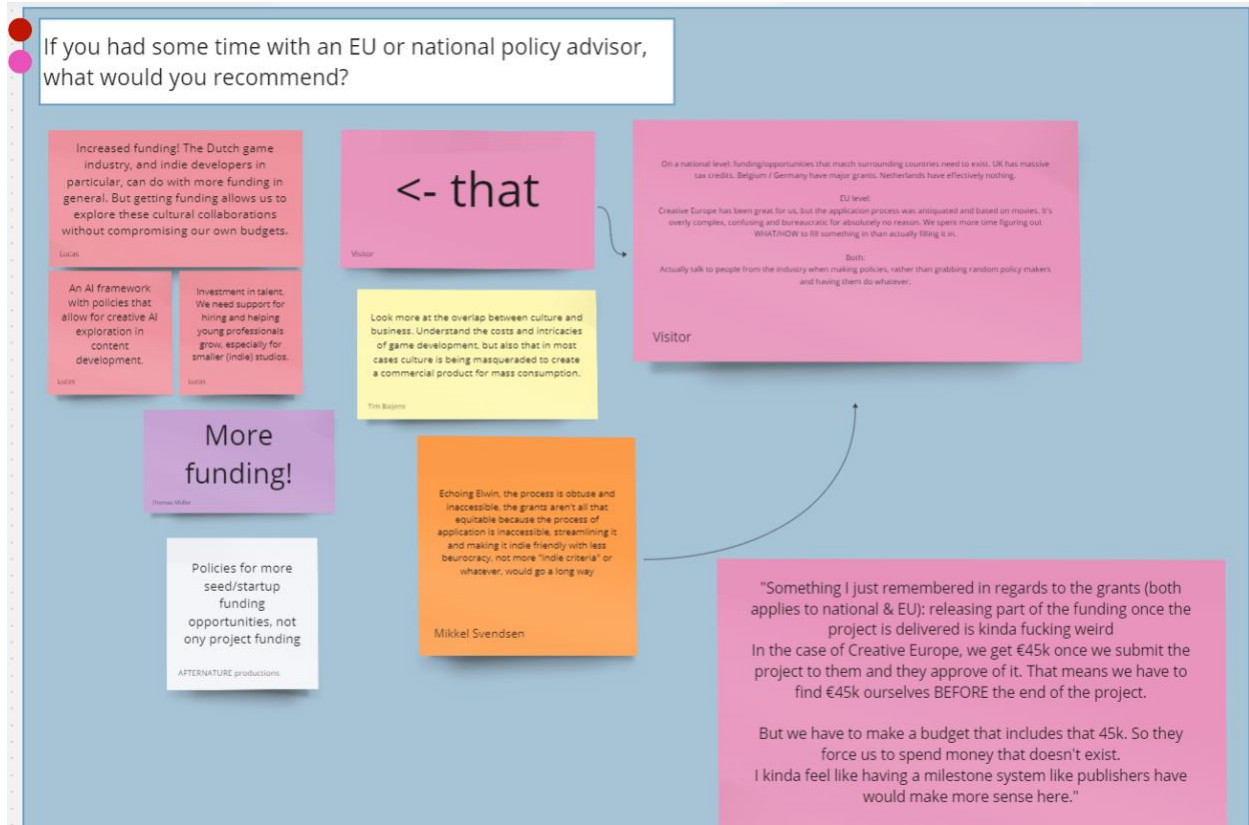 If you had some time with an EU or national policy advisor,
what would you recommend?
Increased funding! The Dutch game
industry, and indie developers in
particular, can do with more funding in
general. But getting funding allows us to
explore these cultural collaborations
without compromising our own budgets.
Lucas
<- that
Visitor
On a national level: funding/opportunities that match surrounding countries need to exist. UK has massive
tax credits. Belgium / Germany have major grants. Netherlands have effectively nothing.
EU level:
Creative Europe has been great for us, but the application process was antiquated and based on movies. It's
overly complex, confusing and bureaucratic for absolutely no reason. We spens more time figuring out
WHAT/HOW to fill something in than actually filling it in.
Both:
Actually talk to people from the industry when making policies, rather than grabbing random policy makers
and having them do whatever.
Visitor
An AI framework
with policies that
allow for creative AI
exploration in
content
development.
Lucas
Investment in talent.
We need support for
hiring and helping
young professionals
grow, especially for
smaller (indie) studios.
Lucas
Look more at the overlap between culture and
business. Understand the costs and intricacies
of game development, but also that in most
cases culture is being masqueraded to create
a commercial product for mass consumption.
Tim
More
funding!
Thomas Müller
Echoing Elwin, the process is obtuse and
inaccessible, the grants aren't all that
equitable because the process of
application is inaccessible, streamlining it
and making it indie friendly with less
beurocracy, not more "indie criteria" or
whatever, would go a long way
Mikkel Svendsen
Policies for more
seed/startup
funding
opportunities, not
ony project funding
AFTERNATURE productions
"Something I just remembered in regards to the grants (both
applies to national & EU): releasing part of the funding once the
project is delivered is kinda fucking weird
In the case of Creative Europe, we get €45k once we submit the
project to them and they approve of it. That means we have to
find €45k ourselves BEFORE the end of the project.
But we have to make a budget that includes that 45k. So they
force us to spend money that doesn't exist.
I kinda feel like having a milestone system like publishers have
would make more sense here."